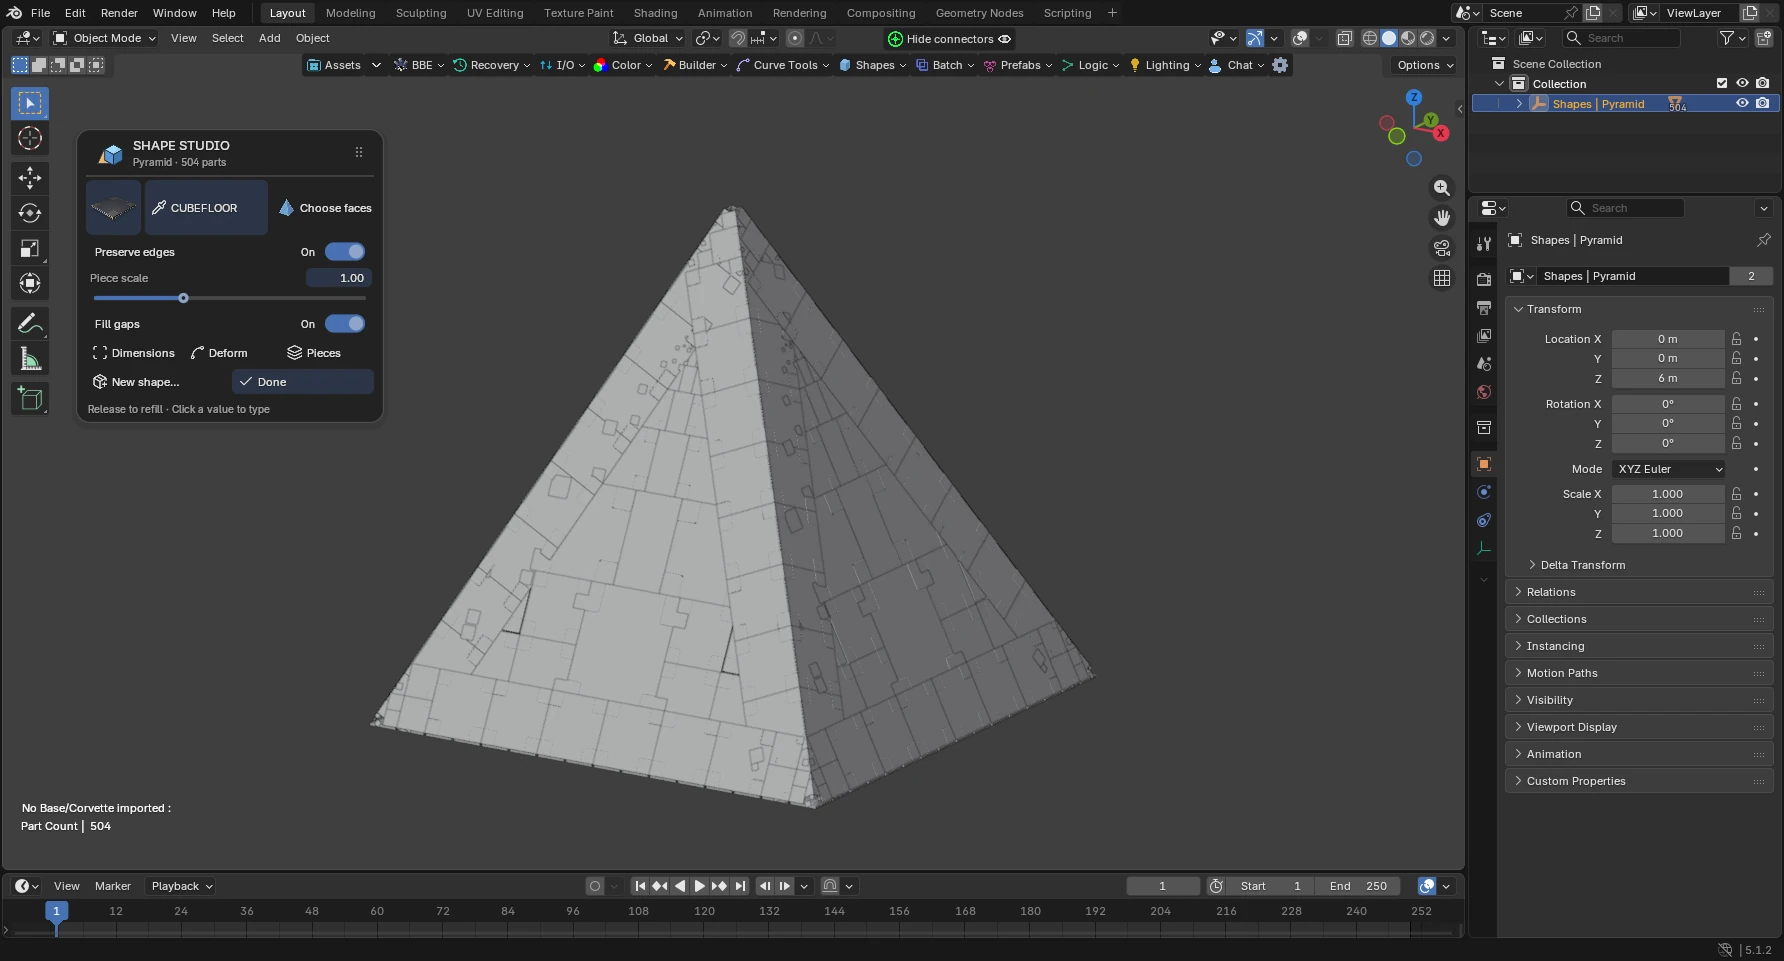 File Edit Render Window Help
Layout Modeling Sculpting UV Editing Texture Paint Shading Animation Rendering Compositing Geometry Nodes Scripting +
Scene
ViewLayer
Object Mode View Select Add Object
Global
Hide connectors
Search
Assets BBE Recovery I/O Color Builder Curve Tools Shapes Batch Prefabs Logic Lighting Chat
Options
Scene Collection
Collection
Shapes | Pyramid 504
Z
Y
X
SHAPE STUDIO
Pyramid · 504 parts
CUBEFLOOR
Choose faces
Preserve edges On
Piece scale 1.00
Fill gaps On
Dimensions Deform Pieces
New shape... Done
Release to refill · Click a value to type
No Base/Corvette imported :
Part Count | 504
Search
Shapes | Pyramid
Shapes | Pyramid 2
Transform
Location X 0 m
Y 0 m
Z 6 m
Rotation X 0°
Y 0°
Z 0°
Mode XYZ Euler
Scale X 1.000
Y 1.000
Z 1.000
Delta Transform
Relations
Collections
Instancing
Motion Paths
Visibility
Viewport Display
Animation
Custom Properties
View Marker Playback
1
Start 1
End 250
1 12 24 36 48 60 72 84 96 108 120 132 144 156 168 180 192 204 216 228 240 252
5.1.2